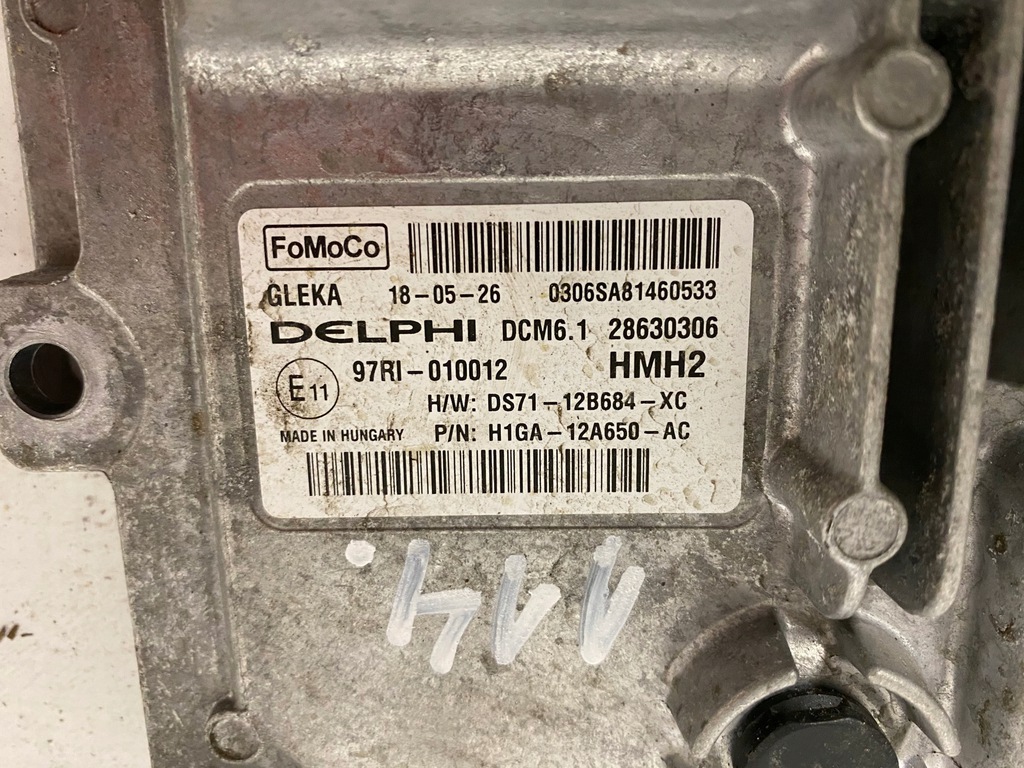 FoMoCo
GLEKA 18-05-26 0306SA81460533
DELPHI DCM6.1 28630306
E11 97RI-010012 HMH2
H/W: DS71-12B684-XC
MADE IN HUNGARY P/N: H1GA-12A650-AC
114.